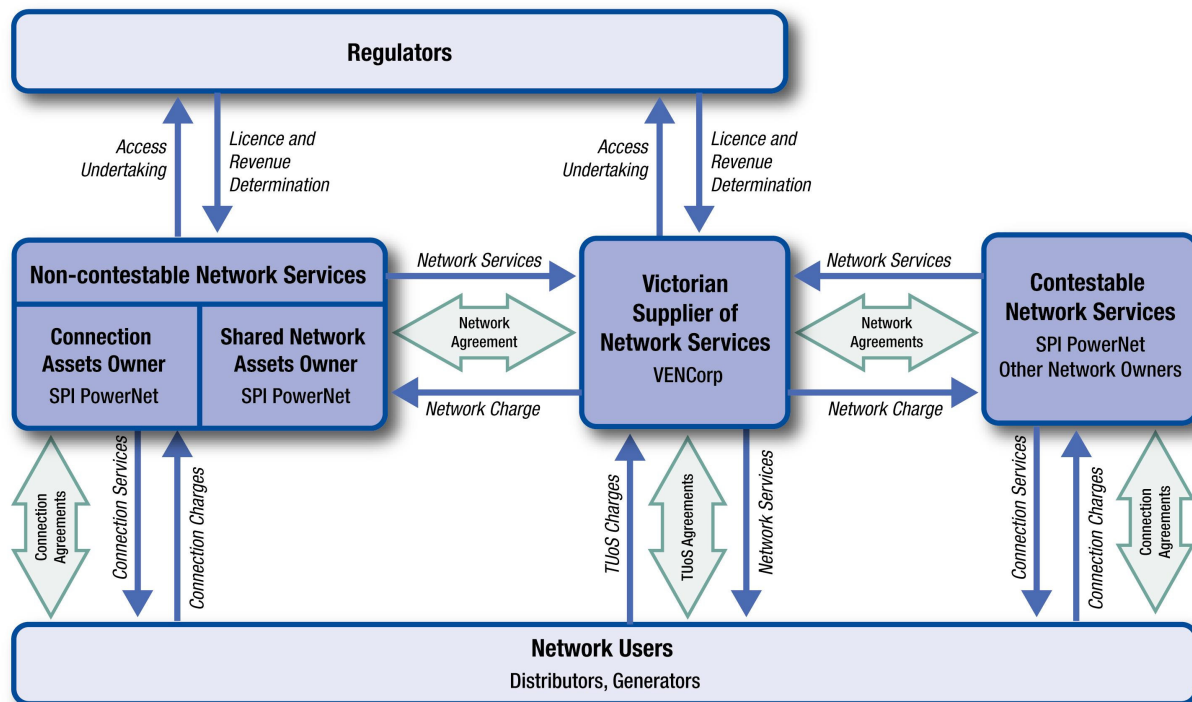 Regulators
Access
Undertaking
Licence and
Revenue
Determination
Access
Undertaking
Licence and
Revenue
Determination
Non-contestable Network Services
Connection
Assets Owner
SPI PowerNet
Shared Network
Assets Owner
SPI PowerNet
Network Services
Network
Agreement
Network Charge
Victorian
Supplier of
Network Services
VENCorp
Network Services
Network
Agreements
Network Charge
Contestable
Network Services
SPI PowerNet
Other Network Owners
Connection
Agreements
Connection Services
Connection Charges
TUoS Charges
TUoS Agreements
Network Services
Connection Services
Connection Charges
Connection
Agreements
Network Users
Distributors, Generators